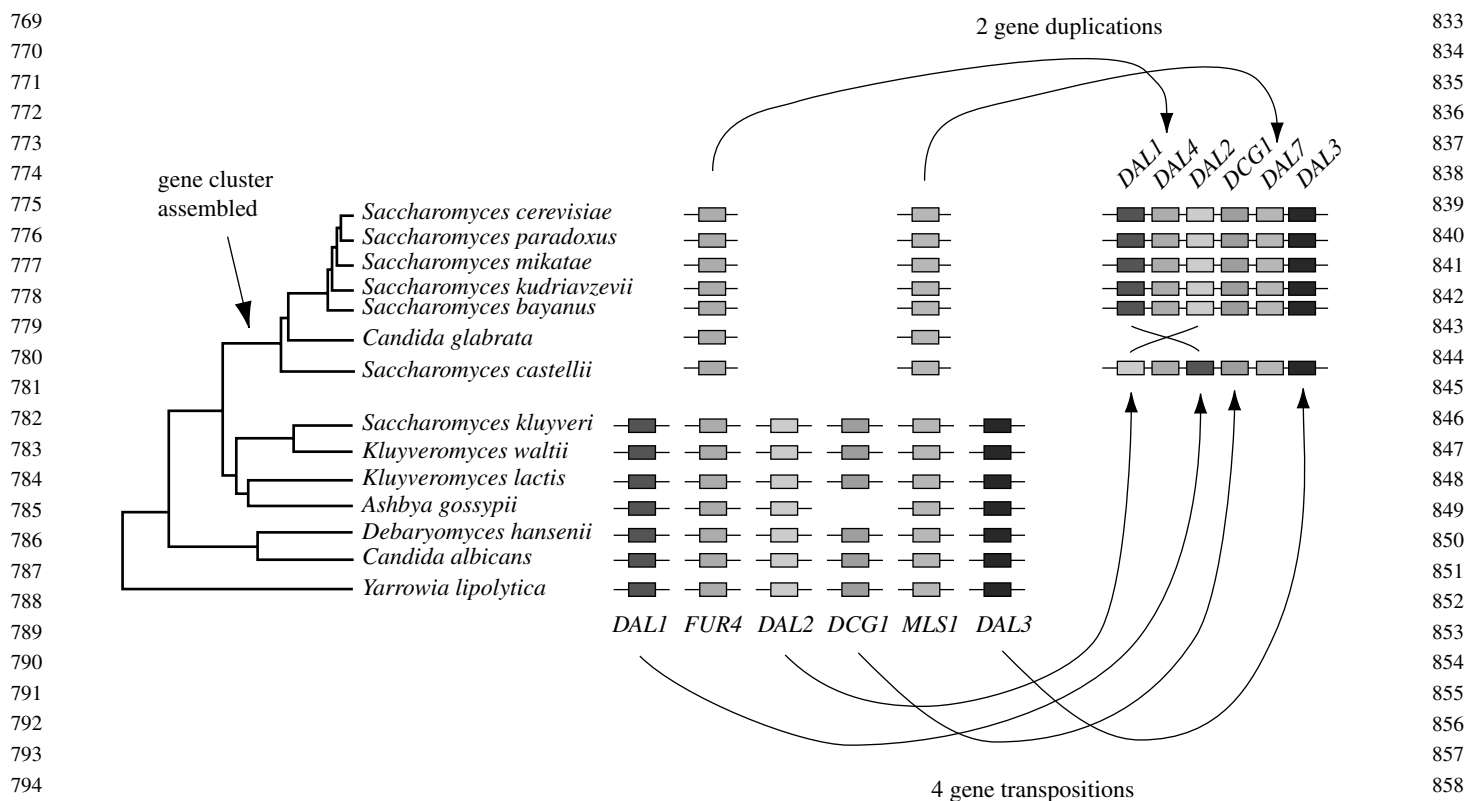 769
770
771
772
773
774
775
776
777
778
779
780
781
782
783
784
785
786
787
788
789
790
791
792
793
794
2 gene duplications
gene cluster
assembled
DAL1
DAL4
DAL2
DCG1
DAL7
DAL3
Saccharomyces cerevisiae
Saccharomyces paradoxus
Saccharomyces mikatae
Saccharomyces kudriavzevii
Saccharomyces bayanus
Candida glabrata
Saccharomyces castellii
Saccharomyces kluyveri
Kluyveromyces waltii
Kluyveromyces lactis
Ashbya gossypii
Debaryomyces hansenii
Candida albicans
Yarrowia lipolytica
DAL1 FUR4 DAL2 DCG1 MLS1 DAL3
4 gene transpositions
833
834
835
836
837
838
839
840
841
842
843
844
845
846
847
848
849
850
851
852
853
854
855
856
857
858